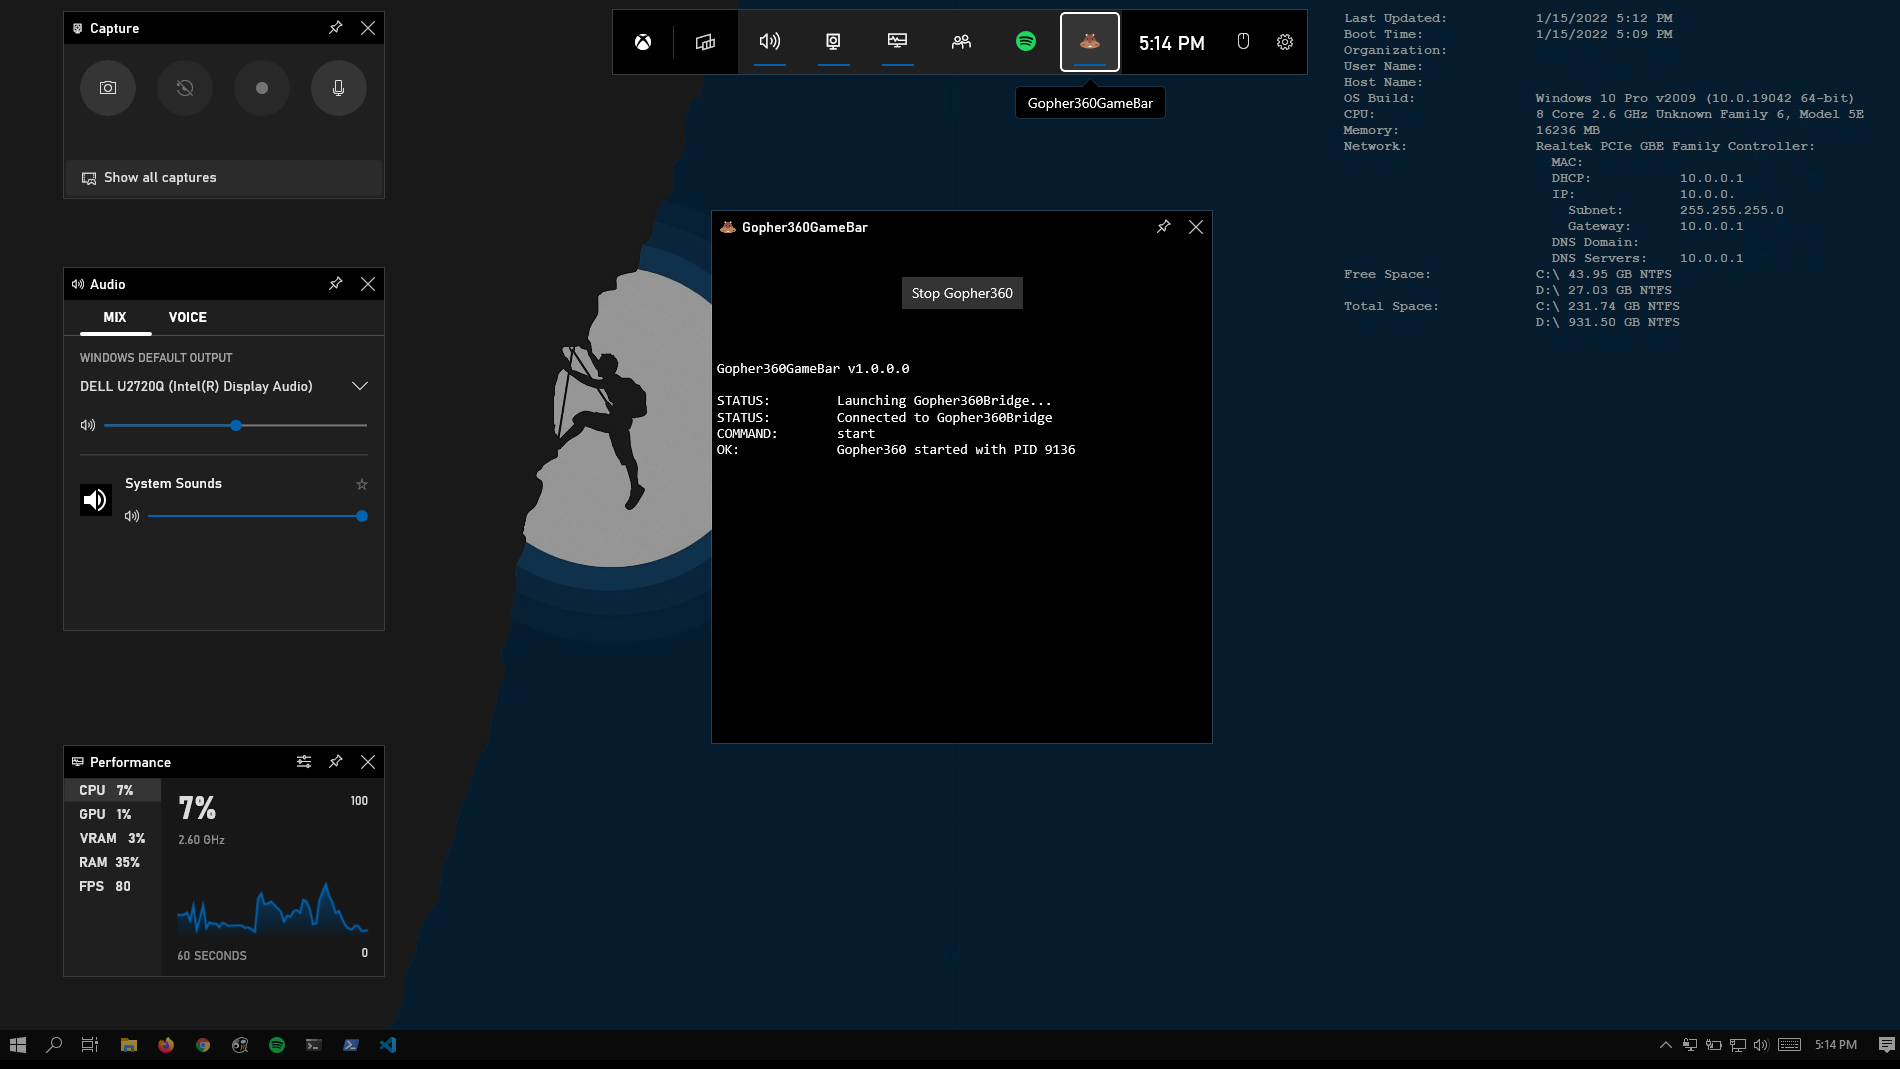 Capture
Show all captures
Audio
MIX VOICE
WINDOWS DEFAULT OUTPUT
DELL U2720Q (Intel(R) Display Audio)
System Sounds
Performance
CPU 7%
GPU 1%
VRAM 3%
RAM 35%
FPS 80
7% 100
2.60 GHz
60 SECONDS 0
5:14 PM
Gopher360GameBar
Gopher360GameBar
Stop Gopher360
Gopher360GameBar v1.0.0.0
STATUS: Launching Gopher360Bridge...
STATUS: Connected to Gopher360Bridge
COMMAND: start
OK: Gopher360 started with PID 9136
Last Updated: 1/15/2022 5:12 PM
Boot Time: 1/15/2022 5:09 PM
Organization:
User Name:
Host Name:
OS Build: Windows 10 Pro v2009 (10.0.19042 64-bit)
CPU: 8 Core 2.6 GHz Unknown Family 6, Model 5E
Memory: 16236 MB
Network: Realtek PCIe GBE Family Controller:
MAC:
DHCP: 10.0.0.1
IP: 10.0.0.
Subnet: 255.255.255.0
Gateway: 10.0.0.1
DNS Domain:
DNS Servers: 10.0.0.1
Free Space: C:\ 43.95 GB NTFS
D:\ 27.03 GB NTFS
Total Space: C:\ 231.74 GB NTFS
D:\ 931.50 GB NTFS
5:14 PM